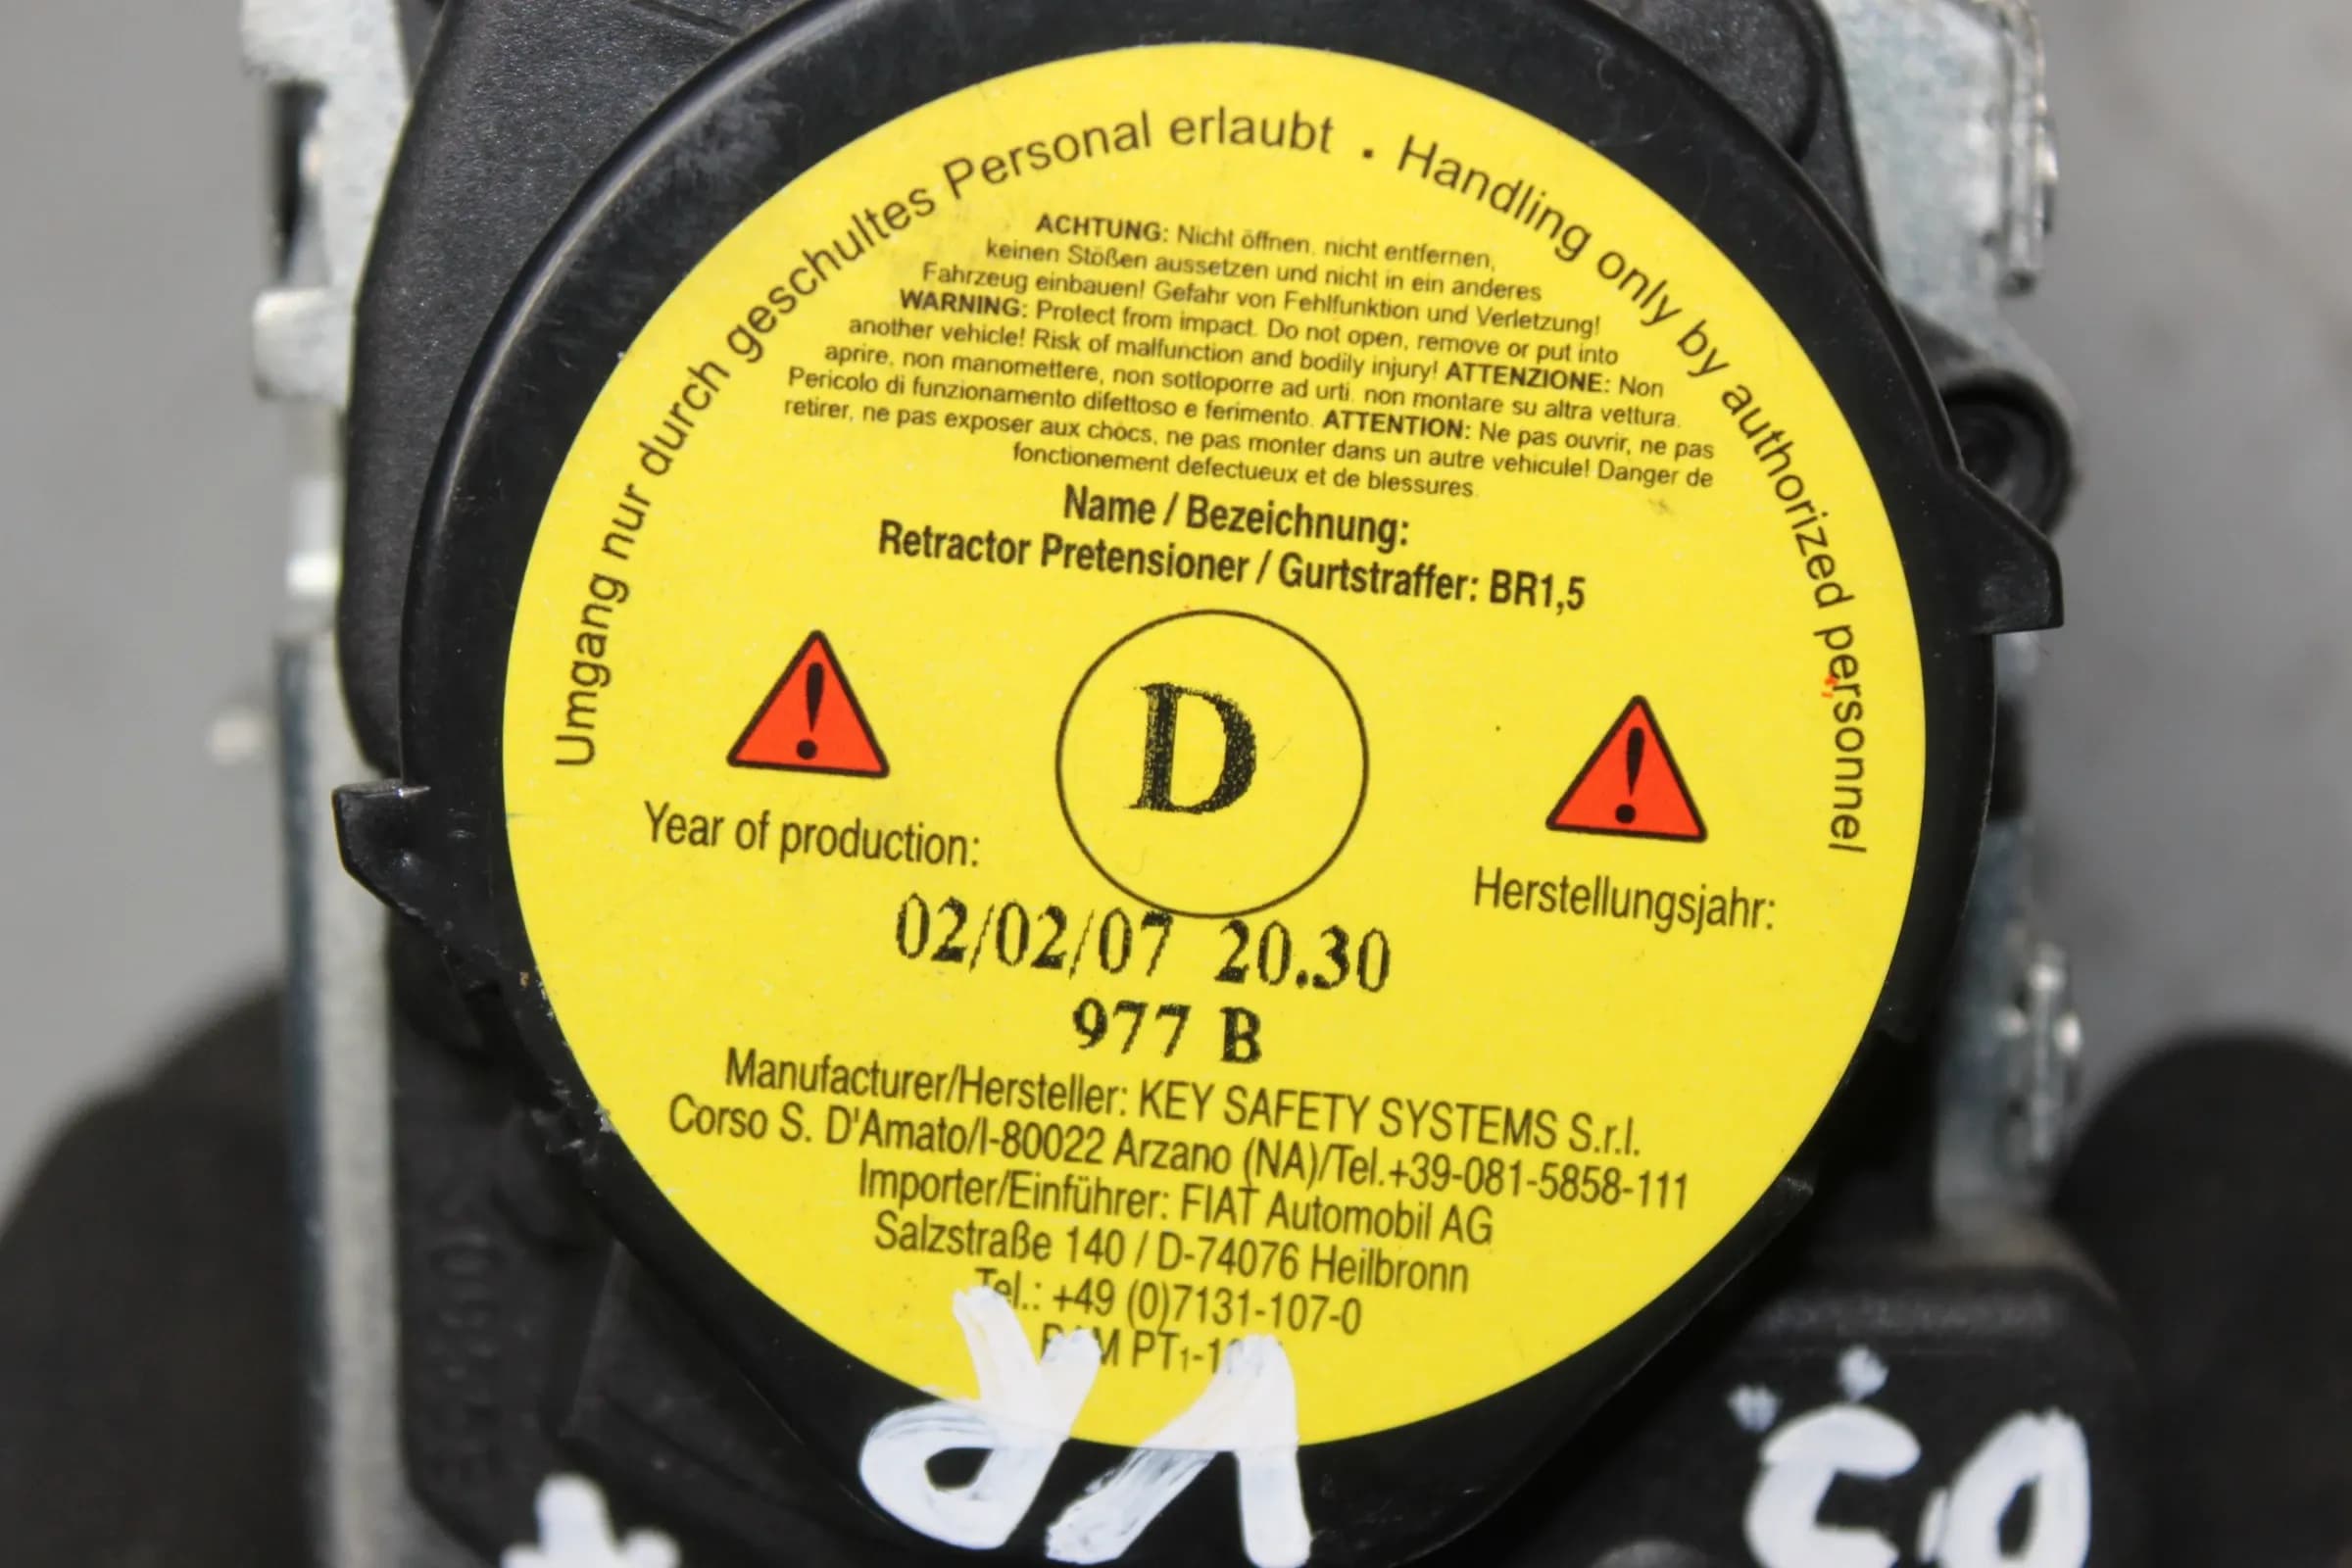 Umgang nur durch geschultes Personal erlaubt . Handling only by authorized personnel
ACHTUNG: Nicht öffnen, nicht entfernen,
keinen Stößen aussetzen und nicht in ein anderes
Fahrzeug einbauen! Gefahr von Fehlfunktion und Verletzung!
WARNING: Protect from impact. Do not open, remove or put into
another vehicle! Risk of malfunction and bodily injury! ATTENZIONE: Non
aprire, non manomettere, non sottoporre ad urti, non montare su altra vettura.
Pericolo di funzionamento difettoso e ferimento. ATTENTION: Ne pas ouvrir, ne pas
retirer, ne pas exposer aux chocs, ne pas monter dans un autre vehicule! Danger de
fonctionement defectueux et de blessures.
Name / Bezeichnung:
Retractor Pretensioner / Gurtstraffer: BR1,5
D
Year of production:
Herstellungsjahr:
02/02/07 20.30
977 B
Manufacturer/Hersteller: KEY SAFETY SYSTEMS S.r.l.
Corso S. D'Amato/I-80022 Arzano (NA)/Tel.+39-081-5858-111
Importer/Einführer: FIAT Automobil AG
Salzstraße 140 / D-74076 Heilbronn
Tel.: +49 (0)7131-107-0